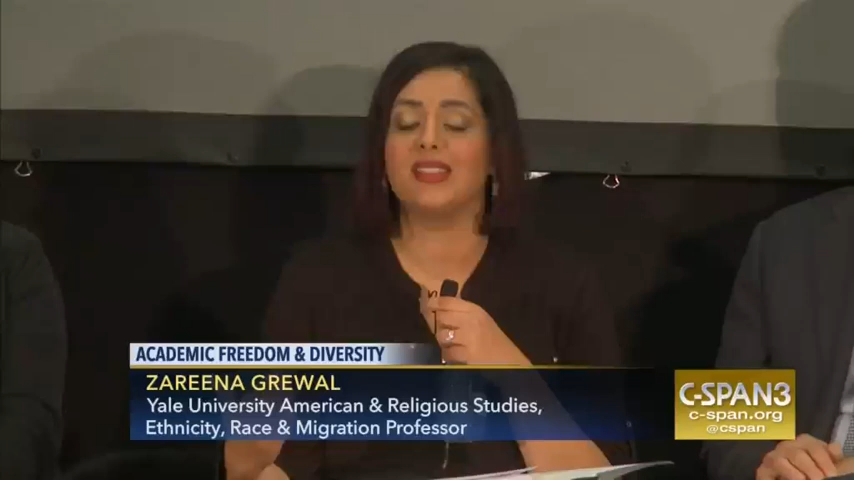 ACADEMIC FREEDOM & DIVERSITY
ZAREENA GREWAL
Yale University American & Religious Studies,
Ethnicity, Race & Migration Professor
C-SPAN3
c-span.org
@cspan